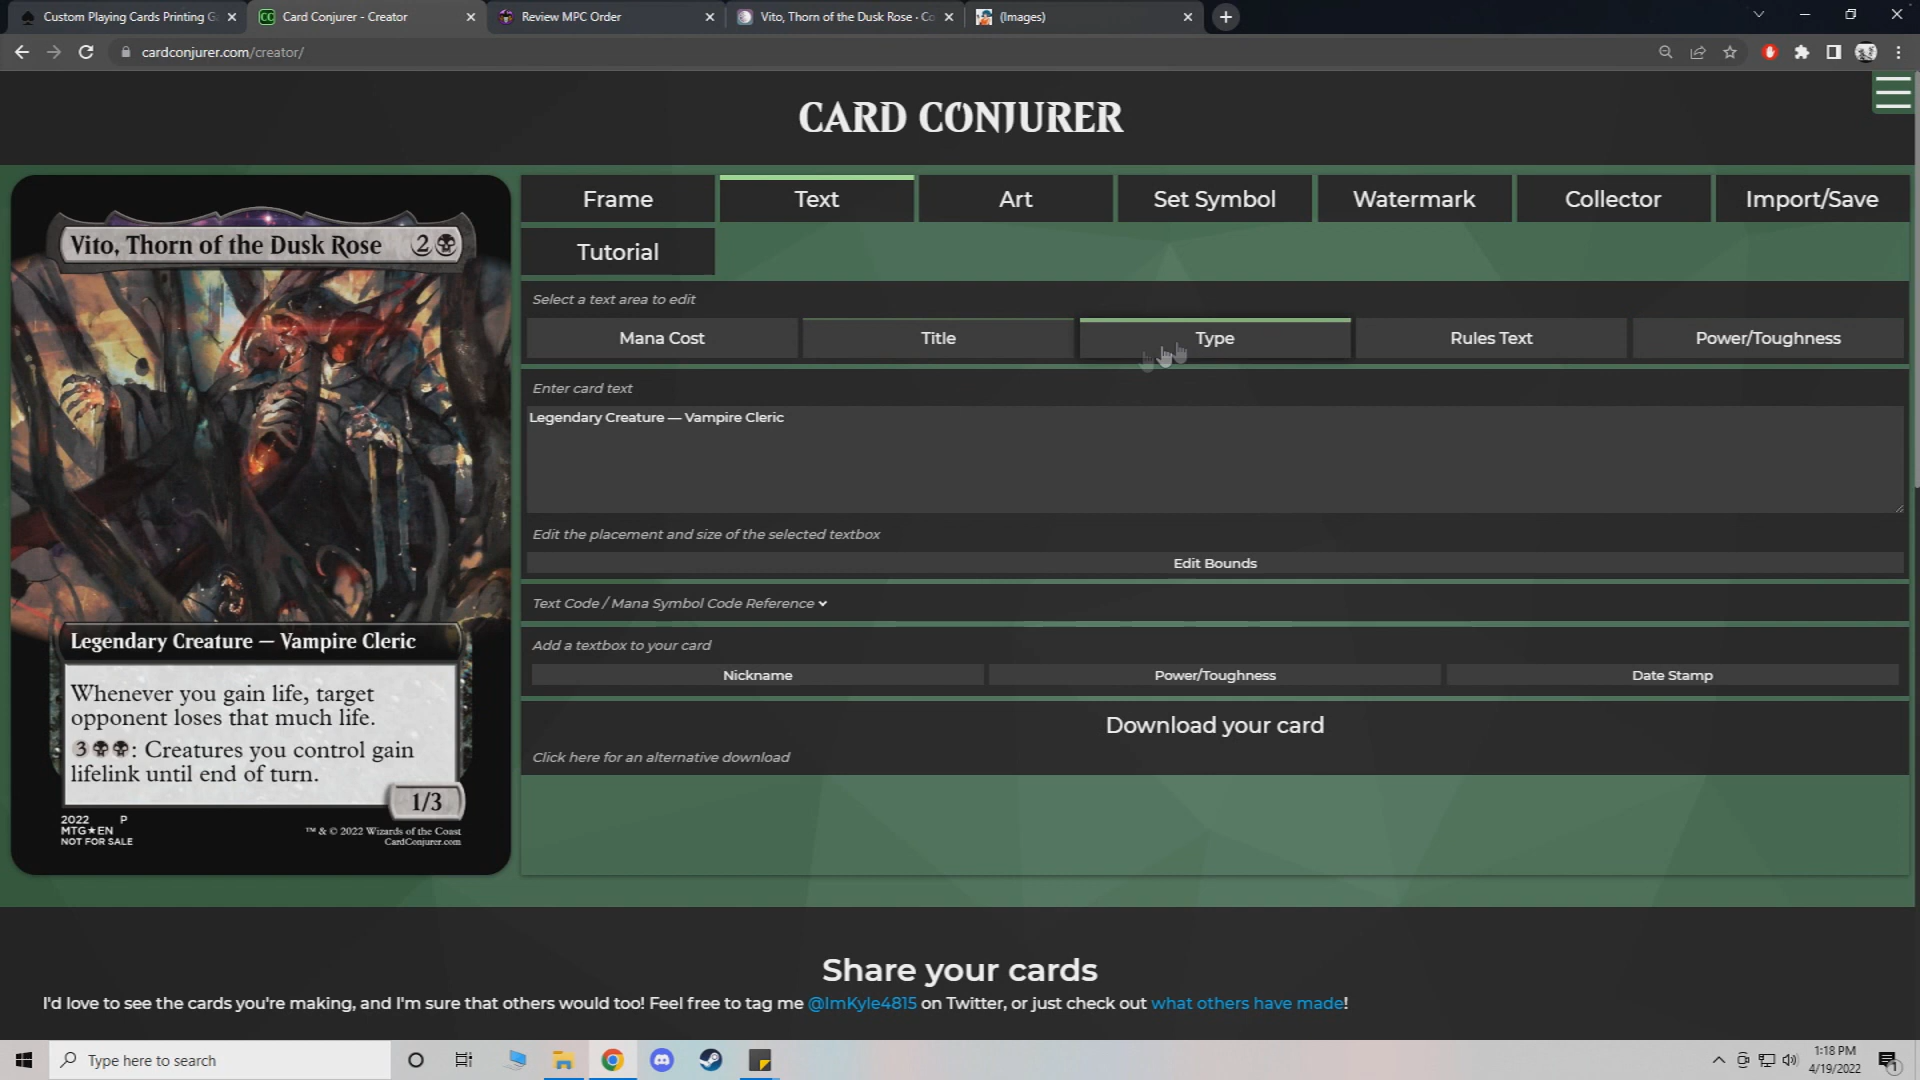 Custom Playing Cards Printing G
Card Conjurer - Creator
Review MPC Order
Vito, Thorn of the Dusk Rose · Co
(Images)
cardconjurer.com/creator/
CARD CONJURER
Frame
Text
Art
Set Symbol
Watermark
Collector
Import/Save
Tutorial
Select a text area to edit
Mana Cost
Title
Type
Rules Text
Power/Toughness
Enter card text
Legendary Creature — Vampire Cleric
Edit the placement and size of the selected textbox
Edit Bounds
Text Code / Mana Symbol Code Reference
Add a textbox to your card
Nickname
Power/Toughness
Date Stamp
Download your card
Click here for an alternative download
Vito, Thorn of the Dusk Rose 2
Legendary Creature — Vampire Cleric
Whenever you gain life, target
opponent loses that much life.
3: Creatures you control gain
lifelink until end of turn.
1/3
2022 P
MTG★EN
NOT FOR SALE
™ & © 2022 Wizards of the Coast
CardConjurer.com
Share your cards
I'd love to see the cards you're making, and I'm sure that others would too! Feel free to tag me @ImKyle4815 on Twitter, or just check out what others have made!
Type here to search
1:18 PM
4/19/2022
1